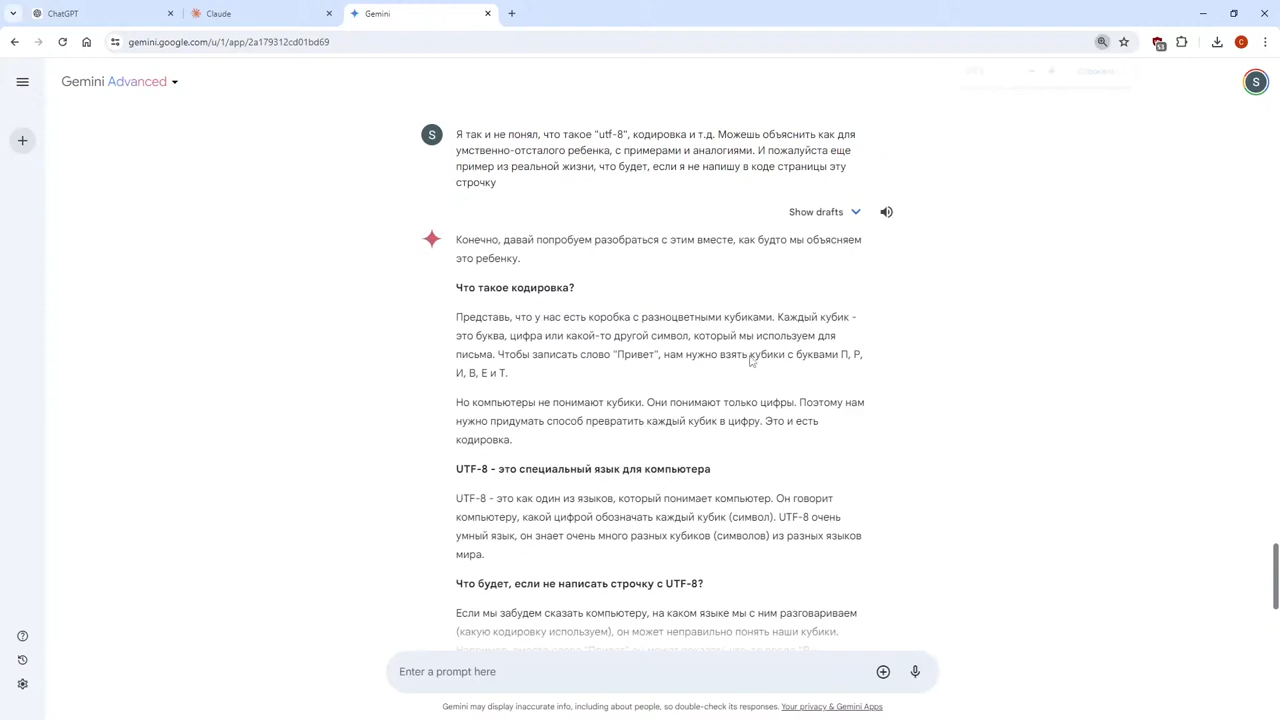 ChatGPT
Claude
Gemini
gemini.google.com/u/1/app/2a179312cd01bd69
53
C
Gemini Advanced
S
S
Я так и не понял, что такое "utf-8", кодировка и т.д. Можешь объяснить как для
умственно-отсталого ребенка, с примерами и аналогиями. И пожалуйста еще
пример из реальной жизни, что будет, если я не напишу в коде страницы эту
строчку
Show drafts
Конечно, давай попробуем разобраться с этим вместе, как будто мы объясняем
это ребенку.
Что такое кодировка?
Представь, что у нас есть коробка с разноцветными кубиками. Каждый кубик -
это буква, цифра или какой-то другой символ, который мы используем для
письма. Чтобы записать слово "Привет", нам нужно взять кубики с буквами П, Р,
И, В, Е и Т.
Но компьютеры не понимают кубики. Они понимают только цифры. Поэтому нам
нужно придумать способ превратить каждый кубик в цифру. Это и есть
кодировка.
UTF-8 - это специальный язык для компьютера
UTF-8 - это как один из языков, который понимает компьютер. Он говорит
компьютеру, какой цифрой обозначать каждый кубик (символ). UTF-8 очень
умный язык, он знает очень много разных кубиков (символов) из разных языков
мира.
Что будет, если не написать строчку с UTF-8?
Если мы забудем сказать компьютеру, на каком языке мы с ним разговариваем
(какую кодировку используем), он может неправильно понять наши кубики.
Enter a prompt here
Gemini may display inaccurate info, including about people, so double-check its responses. Your privacy & Gemini Apps